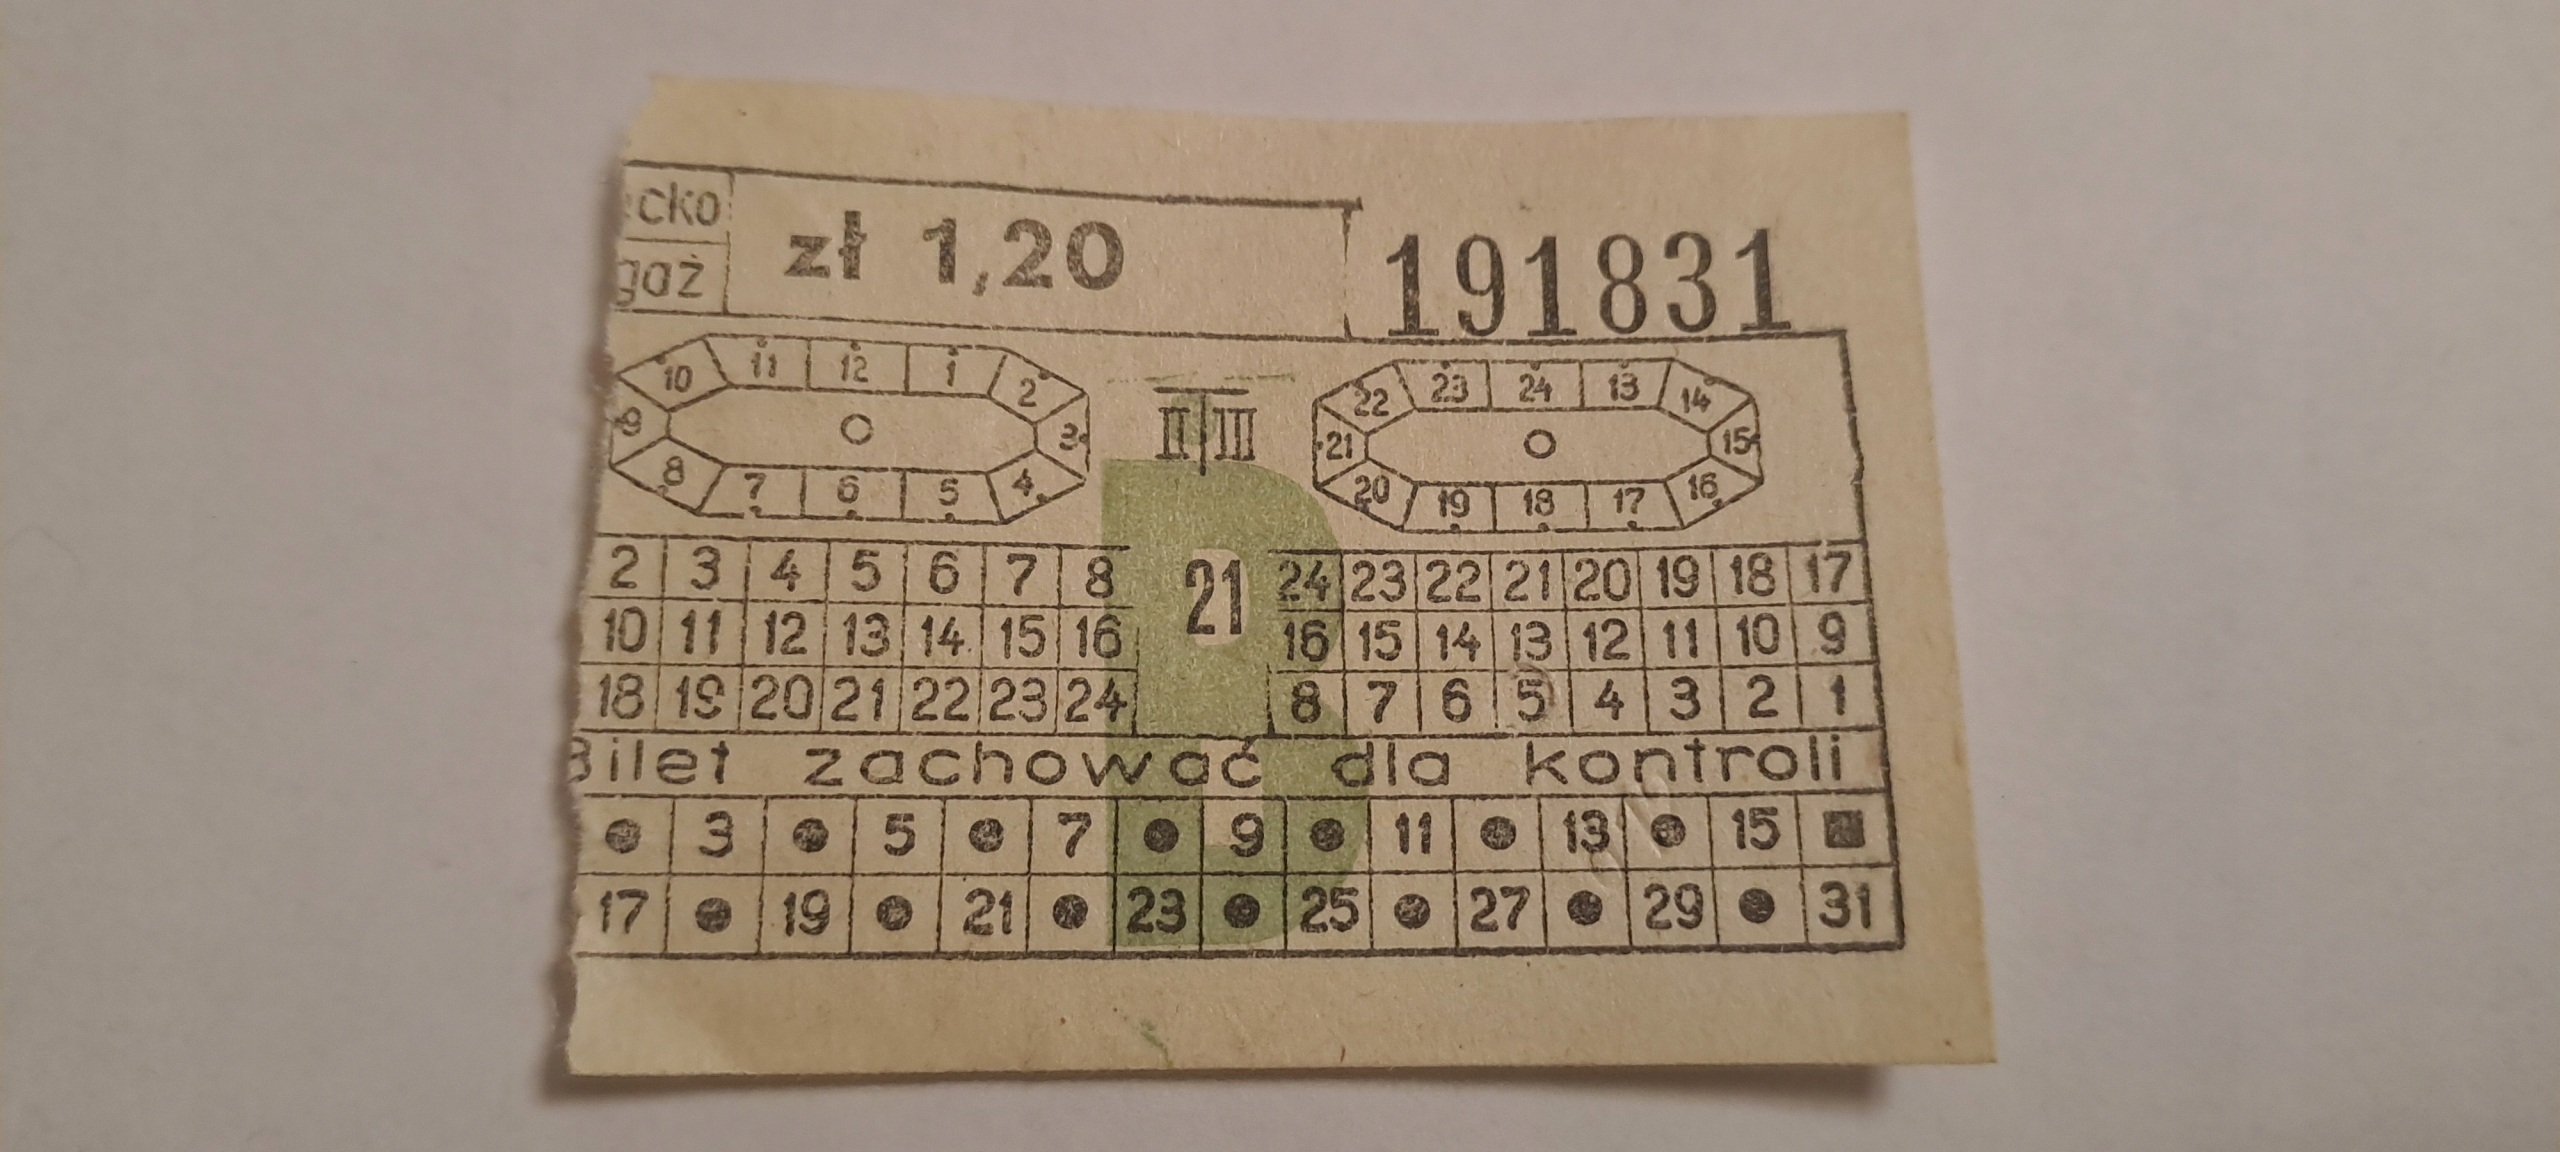 cko
gaż
zł 1,20
191831
10 11 12 1 2
9 3
8 7 6 5 4
II III
22 23 24 13 14
21 15
20 19 18 17 16
2 3 4 5 6 7 8
10 11 12 13 14 15 16
18 19 20 21 22 23 24
21
24 23 22 21 20 19 18 17
16 15 14 13 12 11 10 9
8 7 6 5 4 3 2 1
Bilet zachować dla kontroli
● 3 ● 5 ● 7 ● 9 ● 11 ● 13 ● 15 ■
17 ● 19 ● 21 ● 23 ● 25 ● 27 ● 29 ● 31